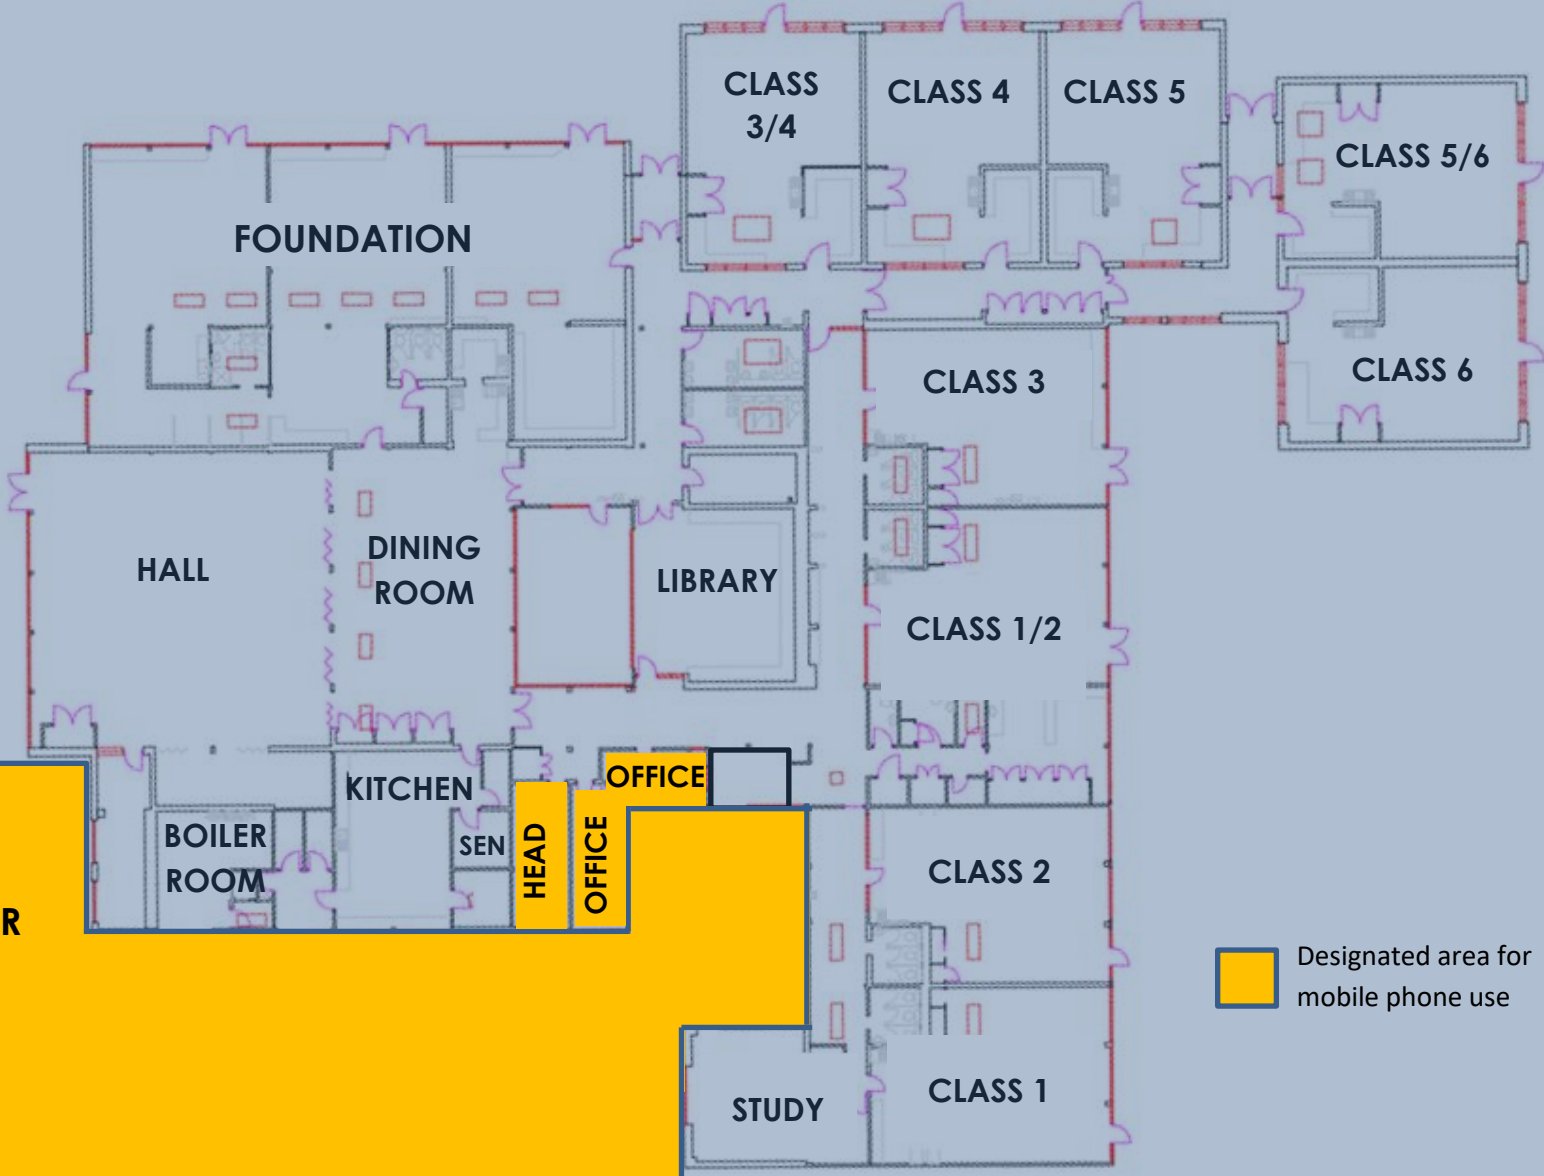 CLASS
3/4
CLASS 4
CLASS 5
CLASS 5/6
FOUNDATION
CLASS 3
CLASS 6
HALL
DINING
ROOM
LIBRARY
CLASS 1/2
KITCHEN
OFFICE
BOILER
ROOM
SEN
HEAD
OFFICE
CLASS 2
R
Designated area for
mobile phone use
STUDY
CLASS 1